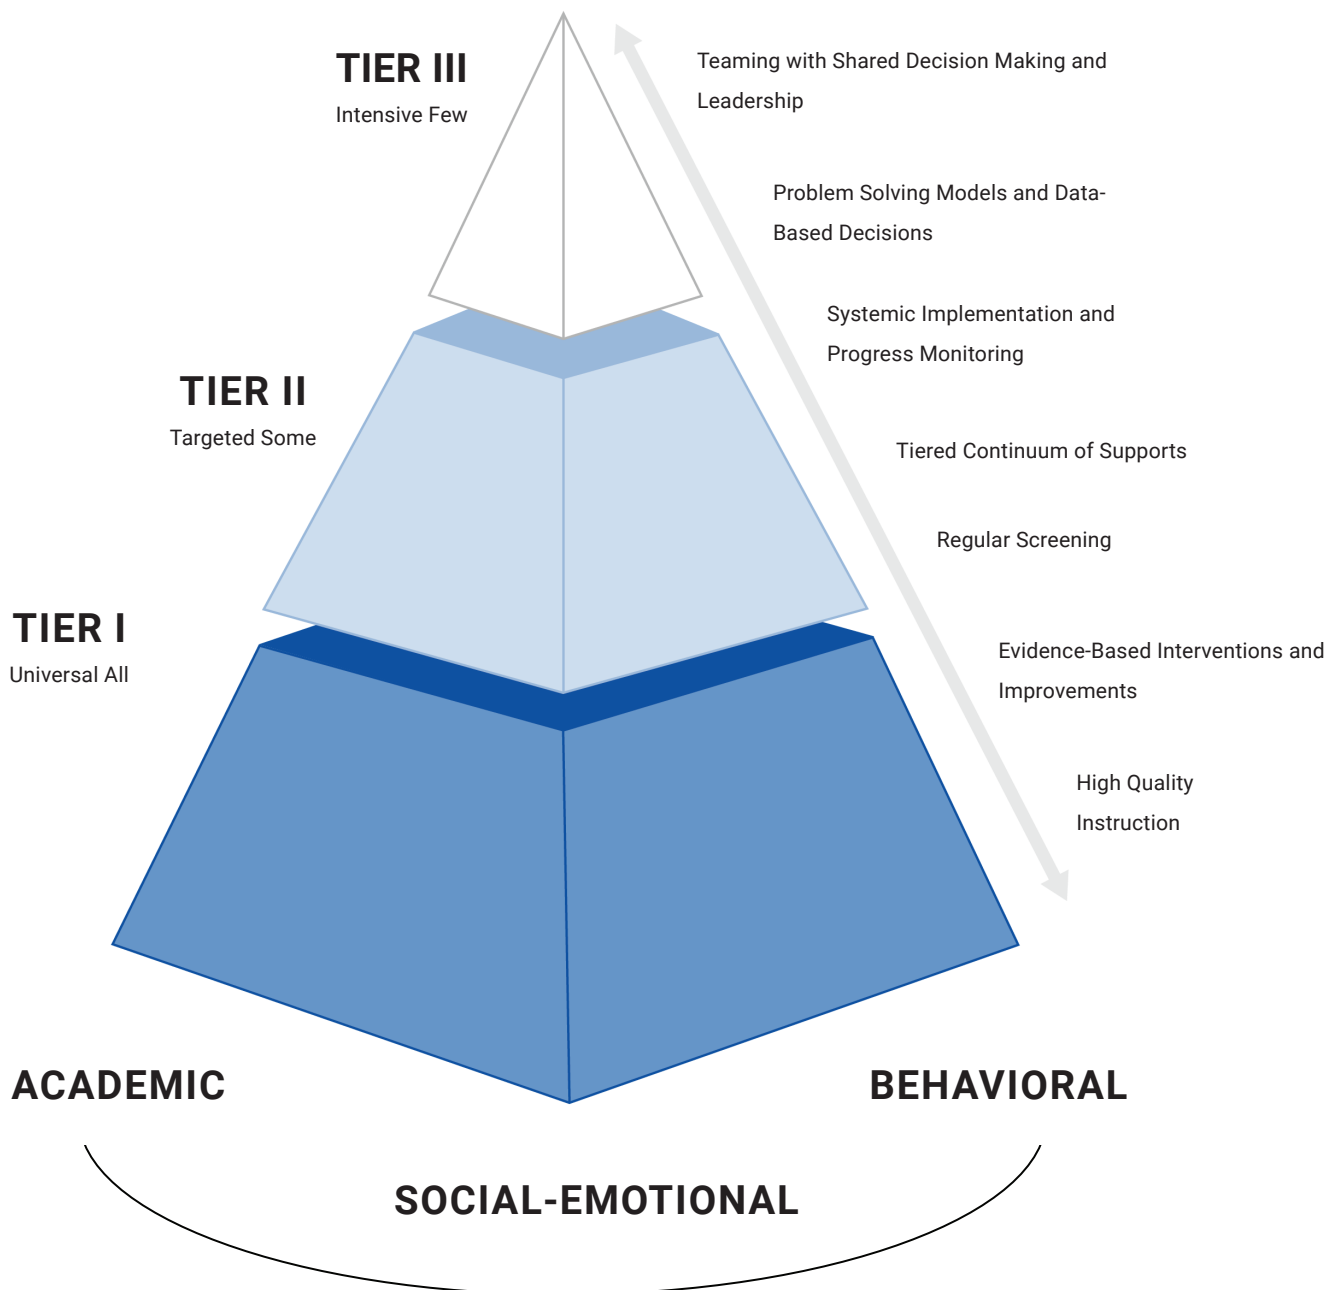 TIER III
Intensive Few
Teaming with Shared Decision Making and
Leadership
Problem Solving Models and Data-
Based Decisions
Systemic Implementation and
Progress Monitoring
TIER II
Targeted Some
Tiered Continuum of Supports
Regular Screening
TIER I
Universal All
Evidence-Based Interventions and
Improvements
High Quality
Instruction
ACADEMIC
BEHAVIORAL
SOCIAL-EMOTIONAL